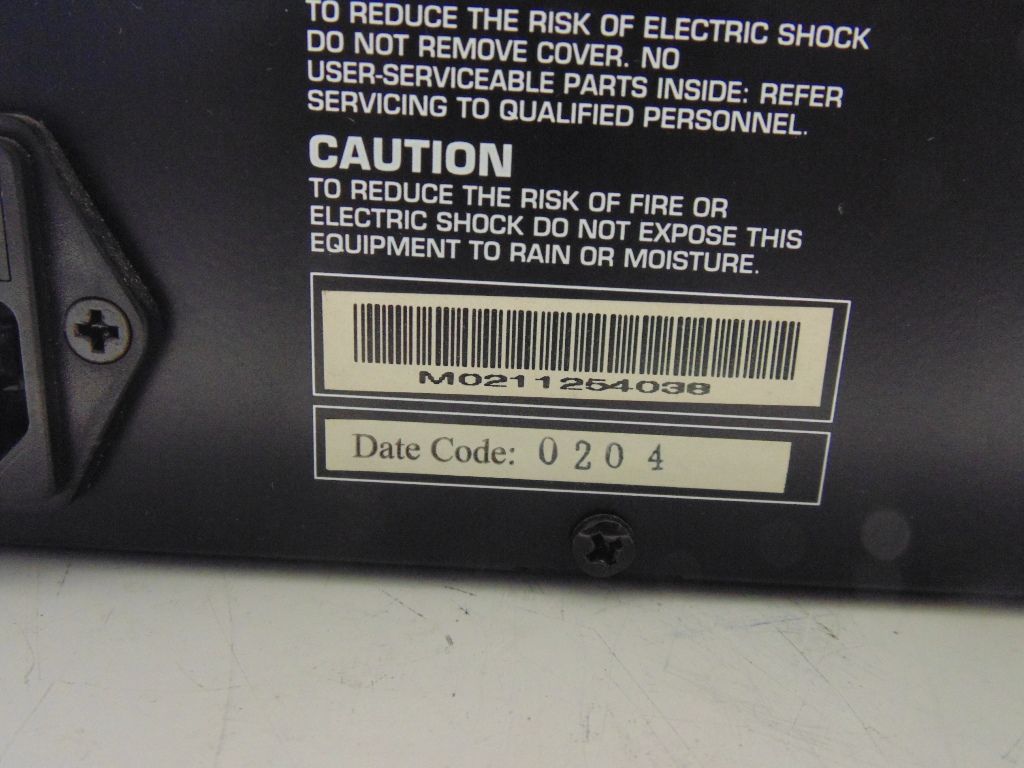 TO REDUCE THE RISK OF ELECTRIC SHOCK
DO NOT REMOVE COVER. NO
USER-SERVICEABLE PARTS INSIDE: REFER
SERVICING TO QUALIFIED PERSONNEL.
CAUTION
TO REDUCE THE RISK OF FIRE OR
ELECTRIC SHOCK DO NOT EXPOSE THIS
EQUIPMENT TO RAIN OR MOISTURE.
M0211254038
Date Code: 0204